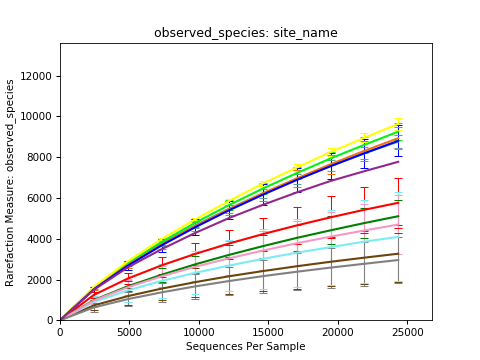 observed_species: site_name
Rarefaction Measure: observed_species
12000
10000
8000
6000
4000
2000
0
0 5000 10000 15000 20000 25000
Sequences Per Sample